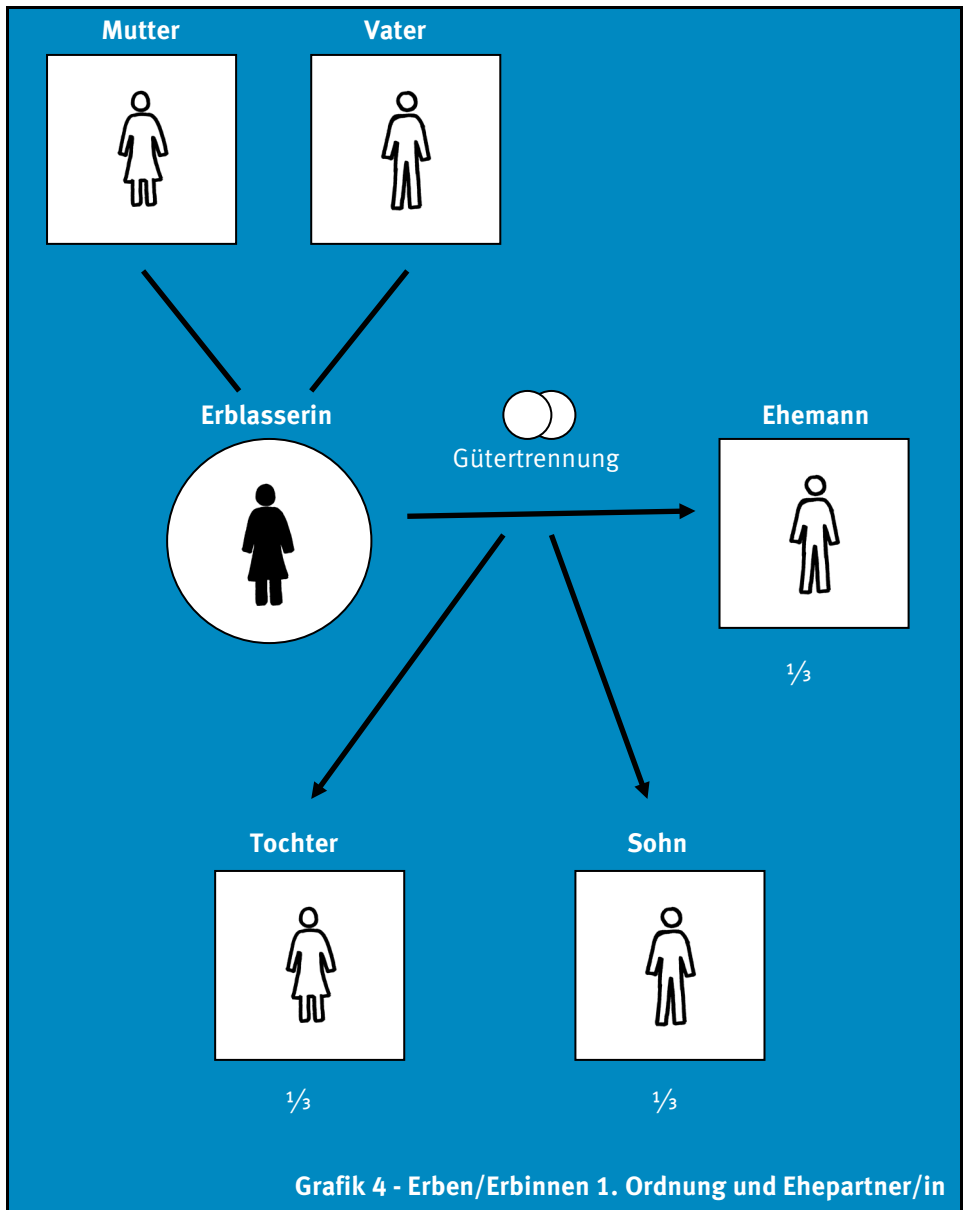 Mutter
Vater
Erblasserin
Gütertrennung
Ehemann
⅓
Tochter
Sohn
⅓
⅓
Grafik 4 - Erben/Erbinnen 1. Ordnung und Ehepartner/in